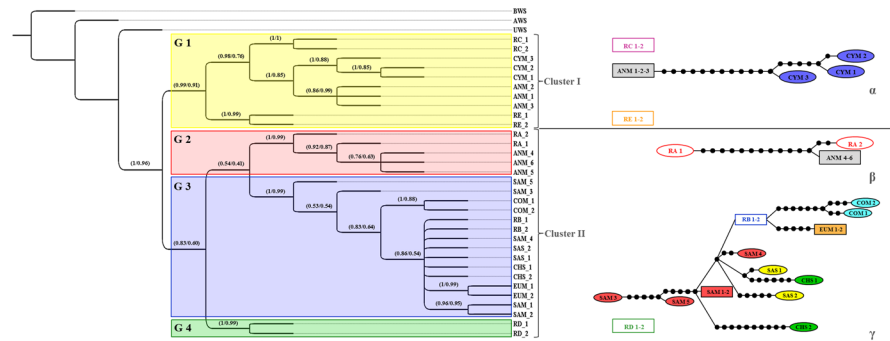 BWS
AWS
UWS
G 1
RC_1
(1/1)
RC_2
(0.98/0.76)
CYM_3
(1/0.88)
CYM_2
(1/0.85)
CYM_1
(1/0.85)
ANM_2
(0.86/0.99)
ANM_1
ANM_3
(0.99/0.91)
RE_1
(1/0.99)
RE_2
Cluster I
G 2
RA_2
(1/0.99)
RA_1
(0.92/0.87)
ANM_4
(0.76/0.63)
ANM_6
ANM_5
(1/0.96)
(0.54/0.41)
G 3
SAM_5
(1/0.99)
SAM_3
(0.53/0.54)
COM_1
(1/0.88)
COM_2
(0.83/0.64)
RB_1
RB_2
SAM_4
SAS_2
(0.86/0.54)
SAS_1
CHS_1
CHS_2
EUM_1
(1/0.99)
EUM_2
SAM_1
(0.96/0.95)
SAM_2
(0.83/0.60)
Cluster II
G 4
RD_1
(1/0.99)
RD_2
RC 1-2
CYM 2
ANM 1-2-3
CYM 3
CYM 1
α
RE 1-2
RA 1
RA 2
ANM 4-6
β
COM 2
COM 1
RB 1-2
EUM 1-2
SAM 4
SAS 1
CHS 1
SAM 1-2
SAS 2
SAM 3
SAM 5
RD 1-2
CHS 2
γ